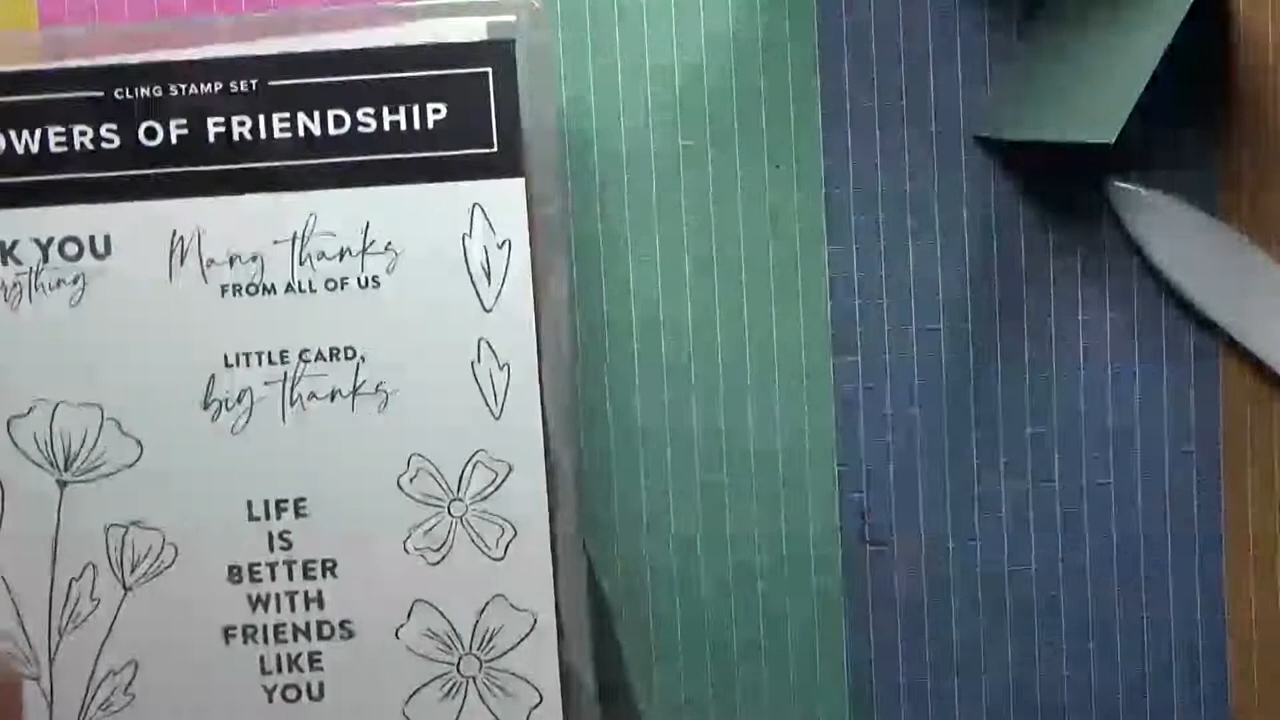 CLING STAMP SET
OWERS OF FRIENDSHIP
K YOU
rything
Many thanks
FROM ALL OF US
LITTLE CARD,
big thanks
LIFE
IS
BETTER
WITH
FRIENDS
LIKE
YOU